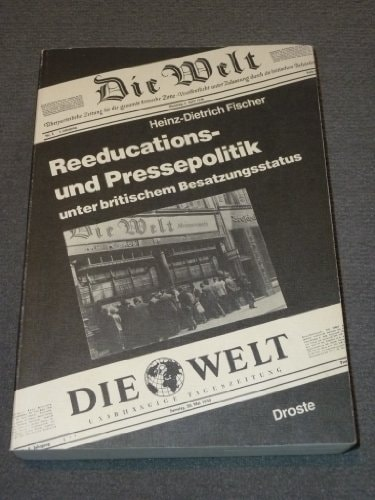 Die Welt
Heinz-Dietrich Fischer
Reeducations-
und Pressepolitik
unter britischem Besatzungsstatus
Die Welt
DIE WELT
UNABHÄNGIGE TAGESZEITUNG
Droste